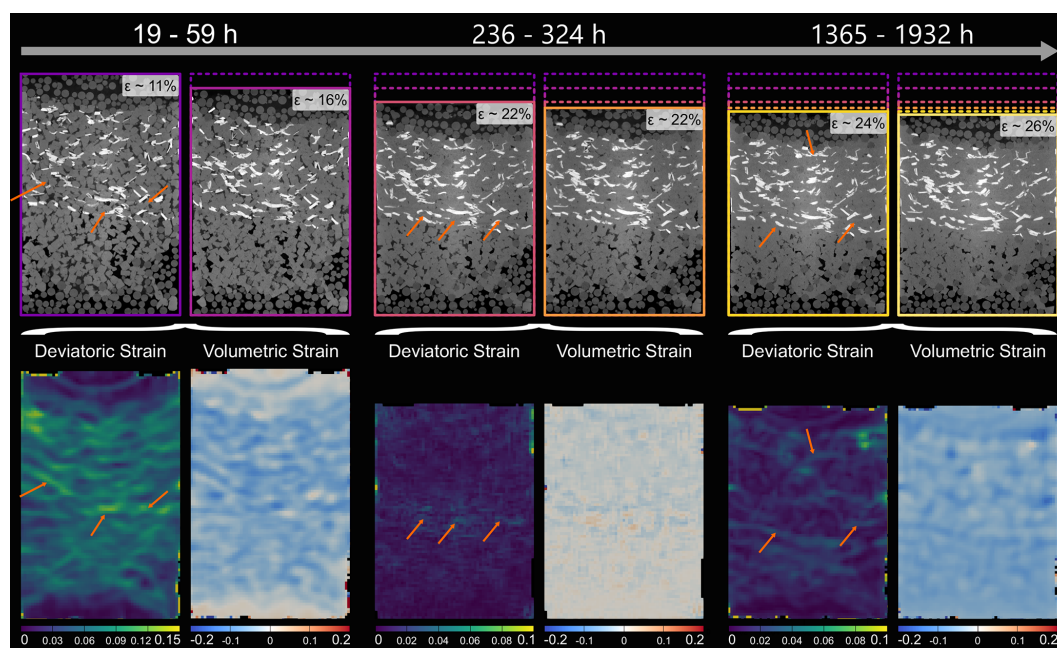 19 - 59 h 236 - 324 h 1365 - 1932 h
ε ~ 11% ε ~ 16% ε ~ 22% ε ~ 22% ε ~ 24% ε ~ 26%
Deviatoric Strain Volumetric Strain Deviatoric Strain Volumetric Strain Deviatoric Strain Volumetric Strain
0 0.03 0.06 0.09 0.12 0.15 -0.2 -0.1 0 0.1 0.2 0 0.02 0.04 0.06 0.08 0.1 -0.2 -0.1 0 0.1 0.2 0 0.02 0.04 0.06 0.08 0.1 -0.2 -0.1 0 0.1 0.2